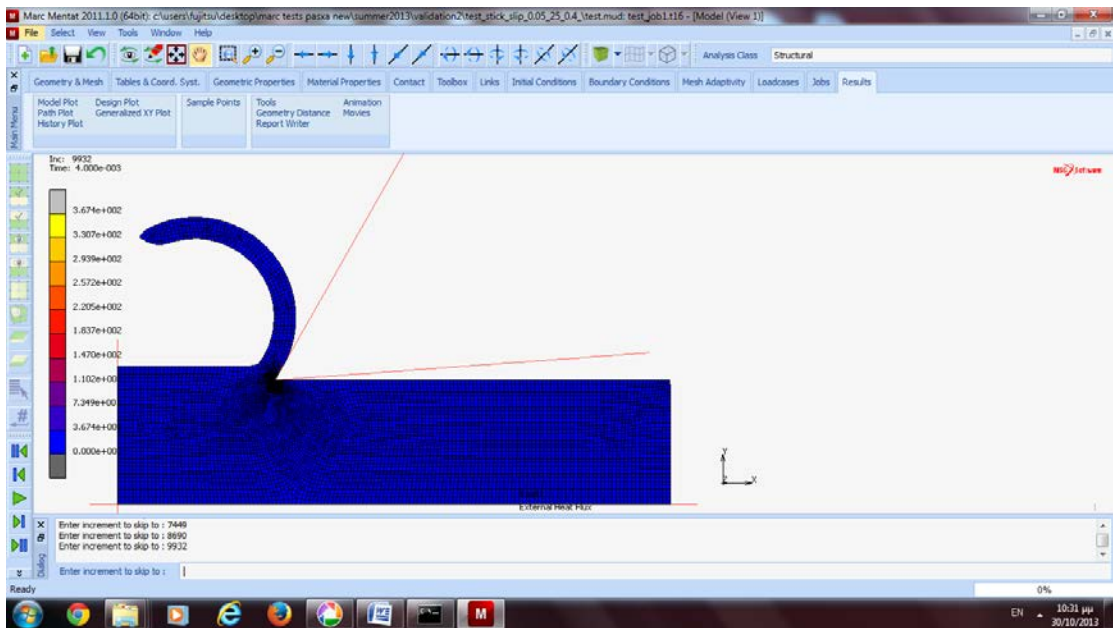 Marc Mentat 2011.1.0 (64bit): c:\users\fujitsu\desktop\marc tests pasxa new\summer2013\validation2\test_stick_slip_0.05_25_0.4_\test.mud: test_job1.t16 - [Model (View 1)]
File Select View Tools Window Help
Analysis Class Structural
Geometry & Mesh Tables & Coord. Syst. Geometric Properties Material Properties Contact Toolbox Links Initial Conditions Boundary Conditions Mesh Adaptivity Loadcases Jobs Results
Main Menu
Model Plot Design Plot Sample Points Tools Animation
Path Plot Generalized XY Plot Geometry Distance Movies
History Plot Report Writer
Inc: 9932
Time: 4.000e-003
MSC Software
3.674e+002
3.307e+002
2.939e+002
2.572e+002
2.205e+002
1.837e+002
1.470e+002
1.102e+00
7.349e+00
3.674e+00
0.000e+00
Y
Z X
External Heat Flux
1
Enter increment to skip to : 7449
Enter increment to skip to : 8690
Enter increment to skip to : 9932
Dialog
Enter increment to skip to :
Ready 0%
EN 10:31 μμ
30/10/2013